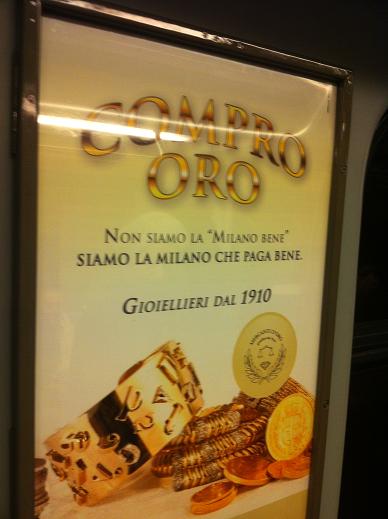 COMPRO
ORO
NON SIAMO LA "MILANO BENE"
SIAMO LA MILANO CHE PAGA BENE.
GIOIELLIERI DAL 1910